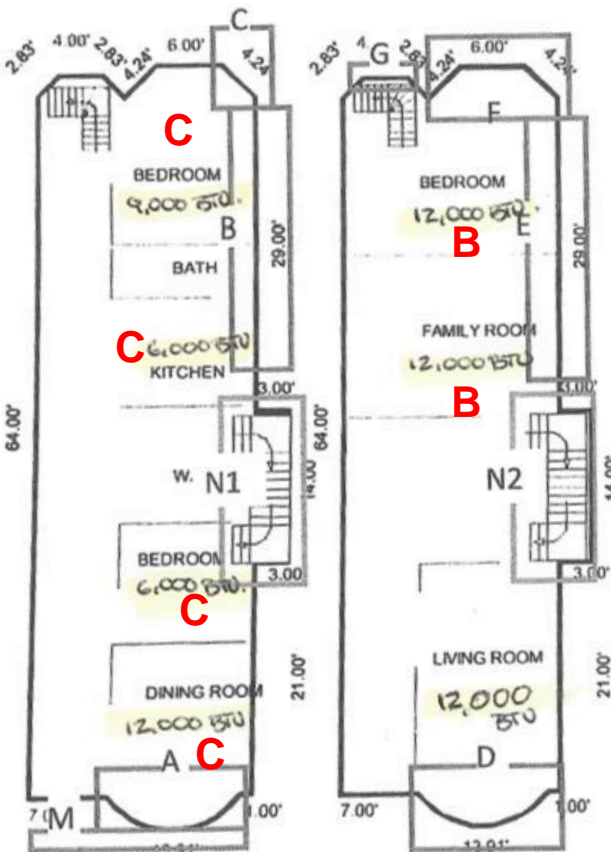 C
2.83'
4.00'
2.83'
4.24'
6.00'
4.24
C
BEDROOM
9,000 BTU.
B
BATH
29.00'
C
6,000 BTU
KITCHEN
3.00'
64.00'
W.
N1
14.00
BEDROOM
6,000 BTU.
3.00
C
DINING ROOM
12,000 BTU
21.00'
C
A
M
1.00'
2.83'
G
2.83'
4.24'
6.00'
4.24'
F
BEDROOM
12,000 BTU.
E
B
29.00'
FAMILY ROOM
12,000 BTU
B
3.00'
64.00'
N2
14.00'
3.00'
LIVING ROOM
12,000
BTU
21.00'
D
7.00'
1.00'